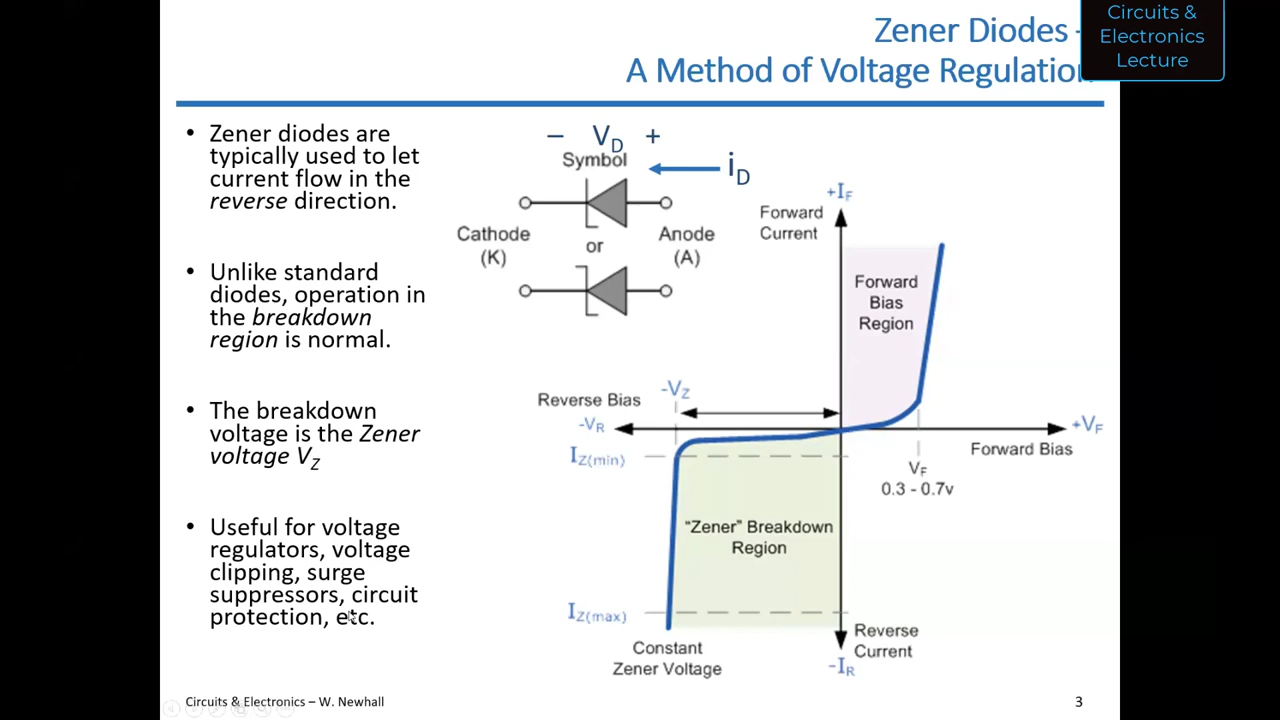 Zener Diodes -
A Method of Voltage Regulation
Circuits &
Electronics
Lecture
• Zener diodes are
typically used to let
current flow in the
reverse direction.
• Unlike standard
diodes, operation in
the breakdown
region is normal.
• The breakdown
voltage is the Zener
voltage VZ
• Useful for voltage
regulators, voltage
clipping, surge
suppressors, circuit
protection, etc.
− VD +
Symbol
iD
Cathode
(K)
or
Anode
(A)
+IF
Forward
Current
Forward
Bias
Region
-VZ
Reverse Bias
-VR
+VF
Forward Bias
IZ(min)
VF
0.3 - 0.7v
"Zener" Breakdown
Region
IZ(max)
Constant
Zener Voltage
Reverse
Current
-IR
Circuits & Electronics – W. Newhall
3